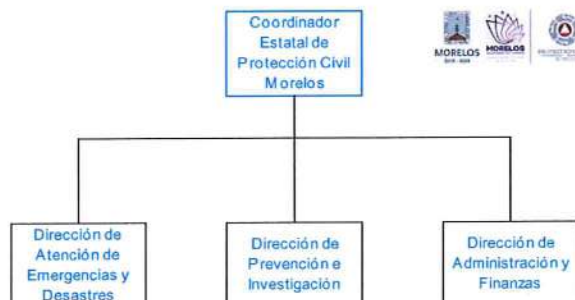 Coordinador
Estatal de
Protección Civil
Morelos
MORELOS
MORELOS
Dirección de
Atención de
Emergencias y
Desastres
Dirección de
Prevención e
Investigación
Dirección de
Administración y
Finanzas